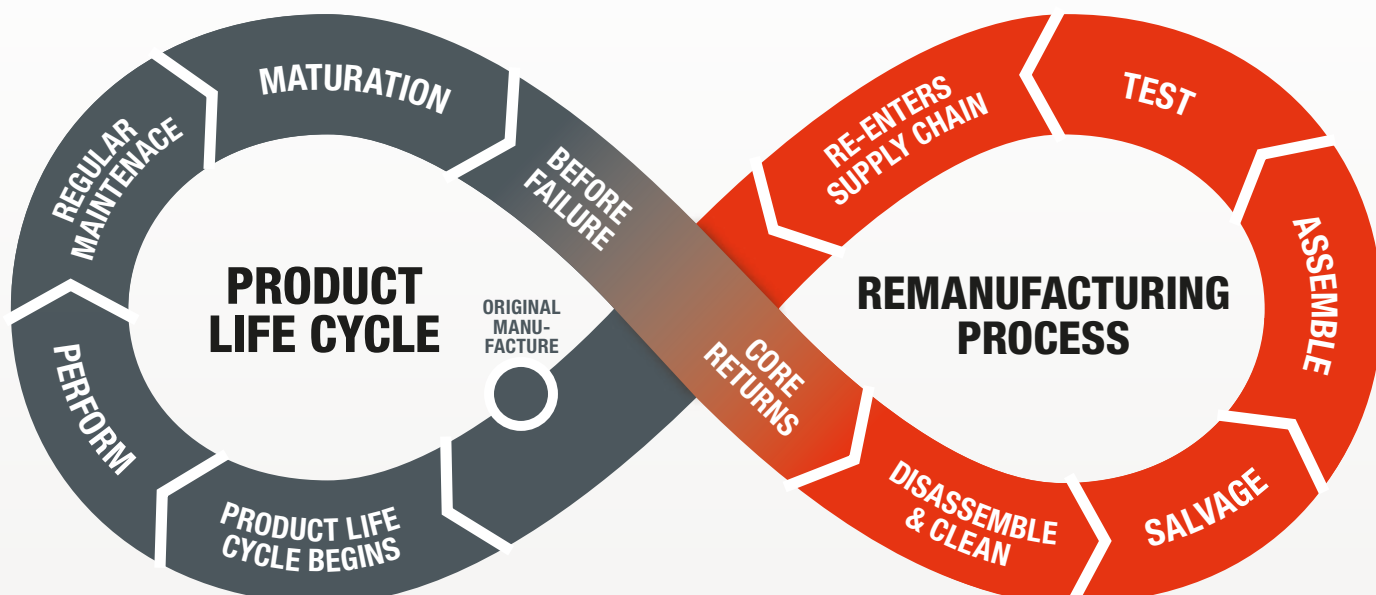 PRODUCT
LIFE CYCLE
ORIGINAL
MANU-
FACTURE
PRODUCT LIFE
CYCLE BEGINS
PERFORM
REGULAR
MAINTENACE
MATURATION
BEFORE
FAILURE
CORE
RETURNS
REMANUFACTURING
PROCESS
DISASSEMBLE
& CLEAN
SALVAGE
ASSEMBLE
TEST
RE-ENTERS
SUPPLY CHAIN